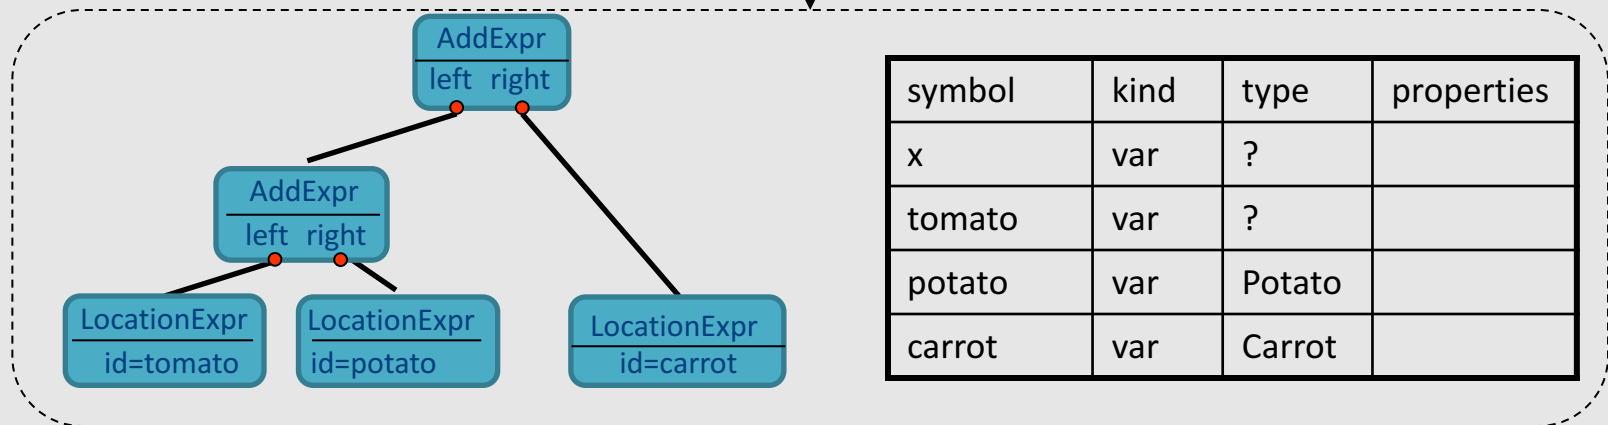 AddExpr
left right
AddExpr
left right
LocationExpr
id=tomato
LocationExpr
id=potato
LocationExpr
id=carrot
symbol kind type properties
x var ?
tomato var ?
potato var Potato
carrot var Carrot